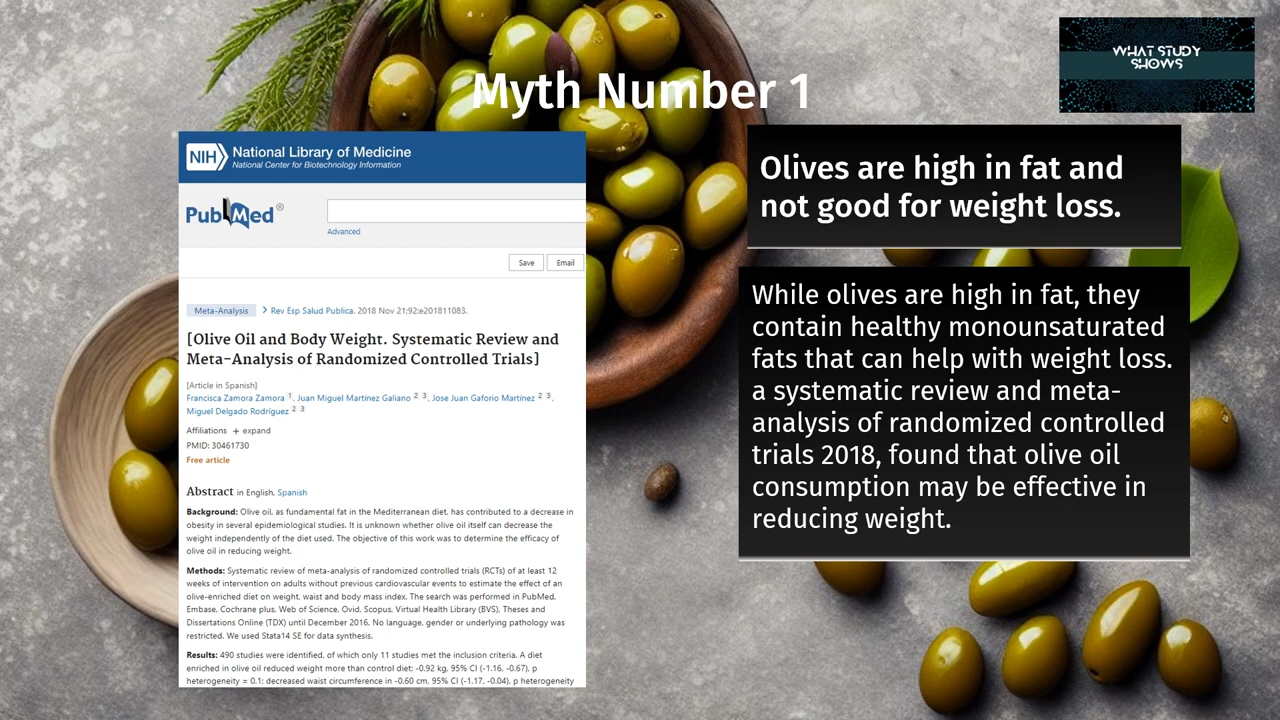 Myth Number 1
WHAT STUDY
SHOWS
NIH National Library of Medicine
National Center for Biotechnology Information
PubMed®
Advanced
Save Email
Meta-Analysis > Rev Esp Salud Publica. 2018 Nov 21;92:e201811083.
[Olive Oil and Body Weight. Systematic Review and
Meta-Analysis of Randomized Controlled Trials]
[Article in Spanish]
Francisca Zamora Zamora 1, Juan Miguel Martínez Galiano 2 3, Jose Juan Gaforio Martínez 2 3,
Miguel Delgado Rodríguez 2 3
Affiliations + expand
PMID: 30461730
Free article
Abstract in English, Spanish
Background: Olive oil, as fundamental fat in the Mediterranean diet, has contributed to a decrease in
obesity in several epidemiological studies. It is unknown whether olive oil itself can decrease the
weight independently of the diet used. The objective of this work was to determine the efficacy of
olive oil in reducing weight.
Methods: Systematic review of meta-analysis of randomized controlled trials (RCTs) of at least 12
weeks of intervention on adults without previous cardiovascular events to estimate the effect of an
olive-enriched diet on weight, waist and body mass index. The search was performed in PubMed,
Embase, Cochrane plus, Web of Science, Ovid, Scopus, Virtual Health Library (BVS), Theses and
Dissertations Online (TDX) until December 2016. No language, gender or underlying pathology was
restricted. We used Stata14 SE for data synthesis.
Results: 490 studies were identified, of which only 11 studies met the inclusion criteria. A diet
enriched in olive oil reduced weight more than control diet: -0.92 kg, 95% CI (-1.16, -0.67), p
heterogeneity = 0.1; decreased waist circumference in -0.60 cm, 95% CI (-1.17, -0.04), p heterogeneity
Olives are high in fat and
not good for weight loss.
While olives are high in fat, they
contain healthy monounsaturated
fats that can help with weight loss.
a systematic review and meta-
analysis of randomized controlled
trials 2018, found that olive oil
consumption may be effective in
reducing weight.